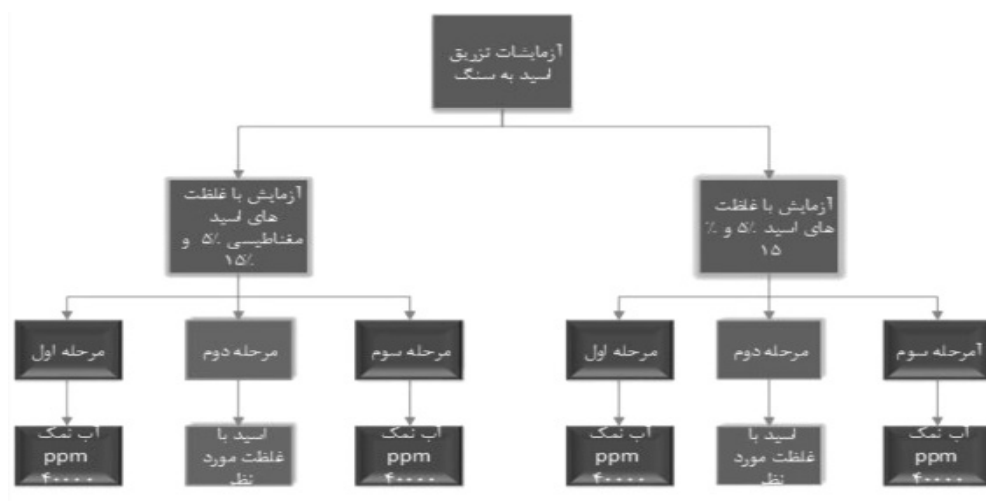 آزمایشات تزریق
اسید به سنگ
آزمایش با غلظت
های اسید ۵٪ و ٪
۱۵
آزمایش با غلظت
های اسید
مغناطیسی ۵٪ و
۱۵٪
آمرحله سوم
مرحله دوم
مرحله اول
مرحله سوم
مرحله دوم
مرحله اول
آب نمک
ppm
۴۰۰۰۰
اسید با
غلظت مورد
نظر
آب نمک
ppm
۴۰۰۰۰
آب نمک
ppm
۴۰۰۰۰
اسید با
غلظت مورد
نظر
آب نمک
ppm
۴۰۰۰۰